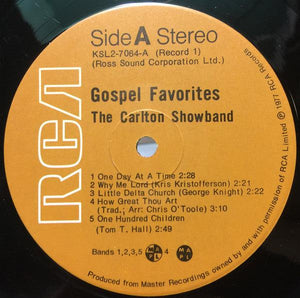 Side A Stereo
KSL2-7064-A (Record 1)
(Ross Sound Corporation Ltd.)
RCA
Gospel Favorites
The Carlton Showband
1 One Day At A Time 2:28
2 Why Me Lord (Kris Kristofferson) 2:21
3 Little Delta Church (George Knight) 3:22
4 How Great Thou Art
(Trad.; Arr: Chris O'Toole) 3:10
5 One Hundred Children
(Tom T. Hall) 2:49
Bands 1,2,3,5
4
Produced from Master Recordings owned by and with permission of RCA Limited ℗ 1977 RCA Records